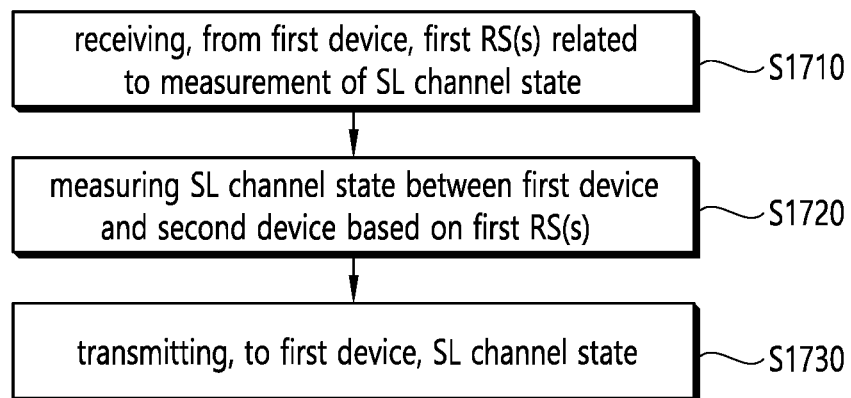 receiving, from first device, first RS(s) related
to measurement of SL channel state
S1710
measuring SL channel state between first device
and second device based on first RS(s)
S1720
transmitting, to first device, SL channel state
S1730